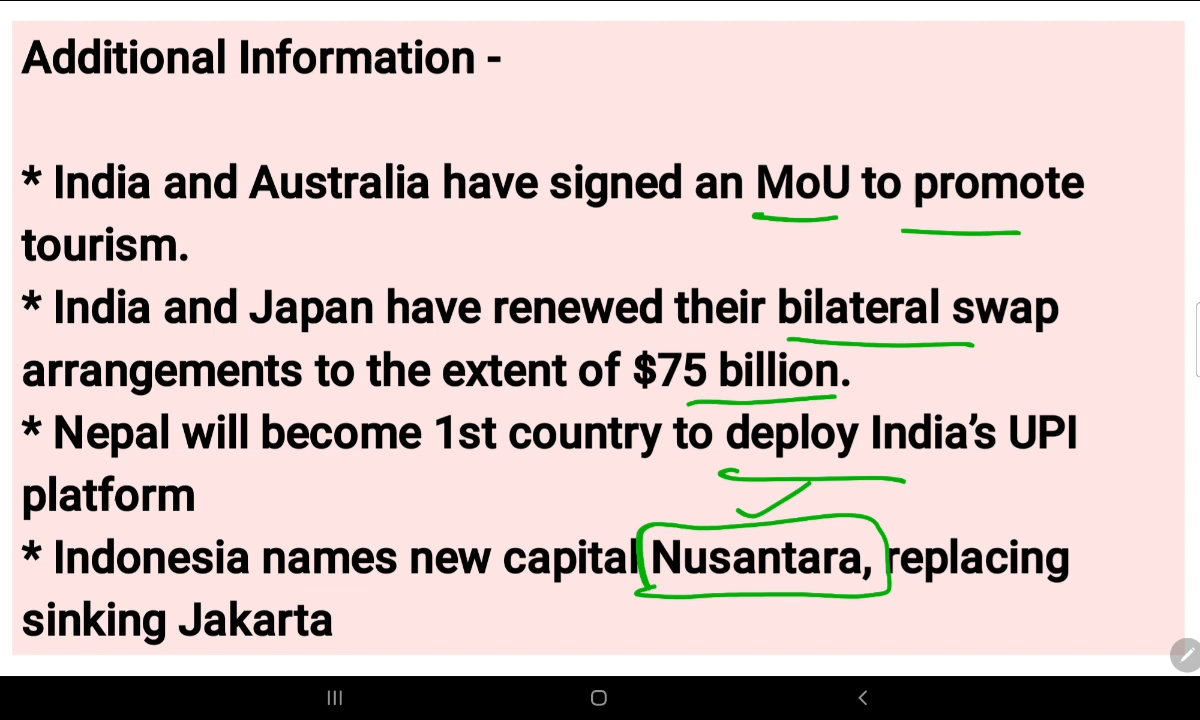 Additional Information -
* India and Australia have signed an MoU to promote
tourism.
* India and Japan have renewed their bilateral swap
arrangements to the extent of $75 billion.
* Nepal will become 1st country to deploy India’s UPI
platform
* Indonesia names new capital Nusantara, replacing
sinking Jakarta